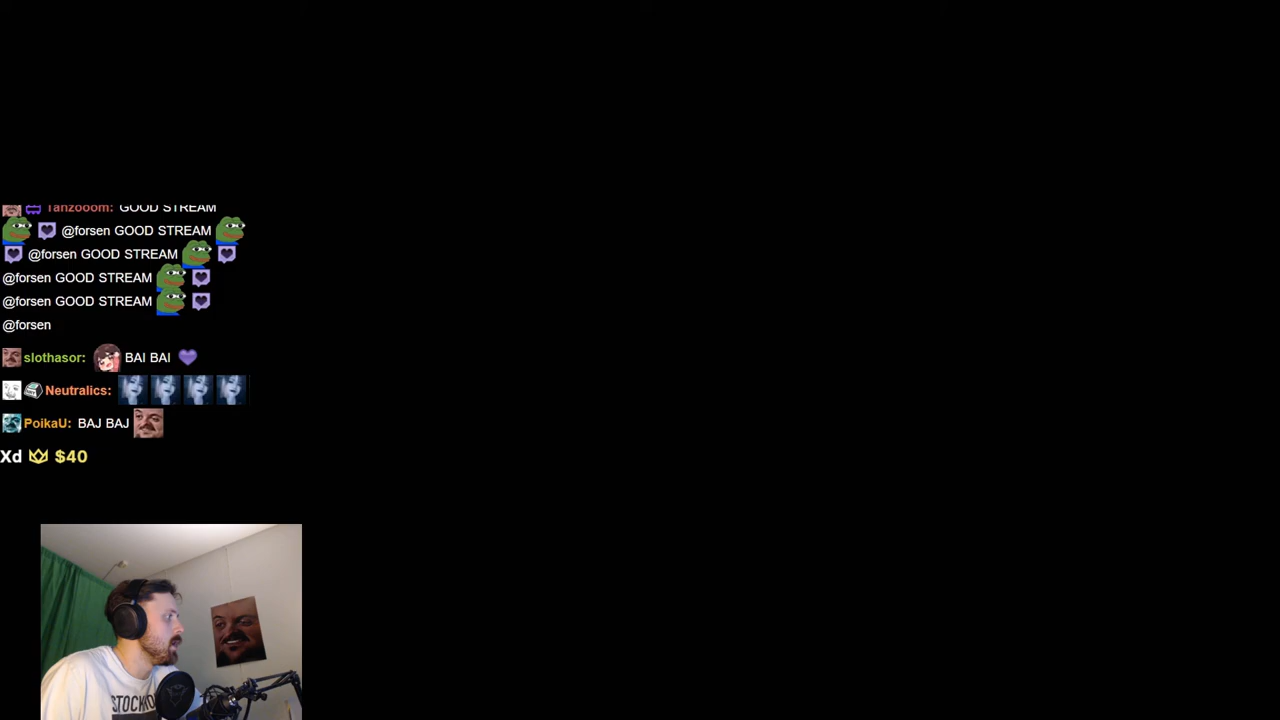 Tanzooom: GOOD STREAM
@forsen GOOD STREAM
@forsen GOOD STREAM
@forsen GOOD STREAM
@forsen GOOD STREAM
@forsen
slothasor: BAI BAI
Neutralics:
PoikaU: BAJ BAJ
Xd $40